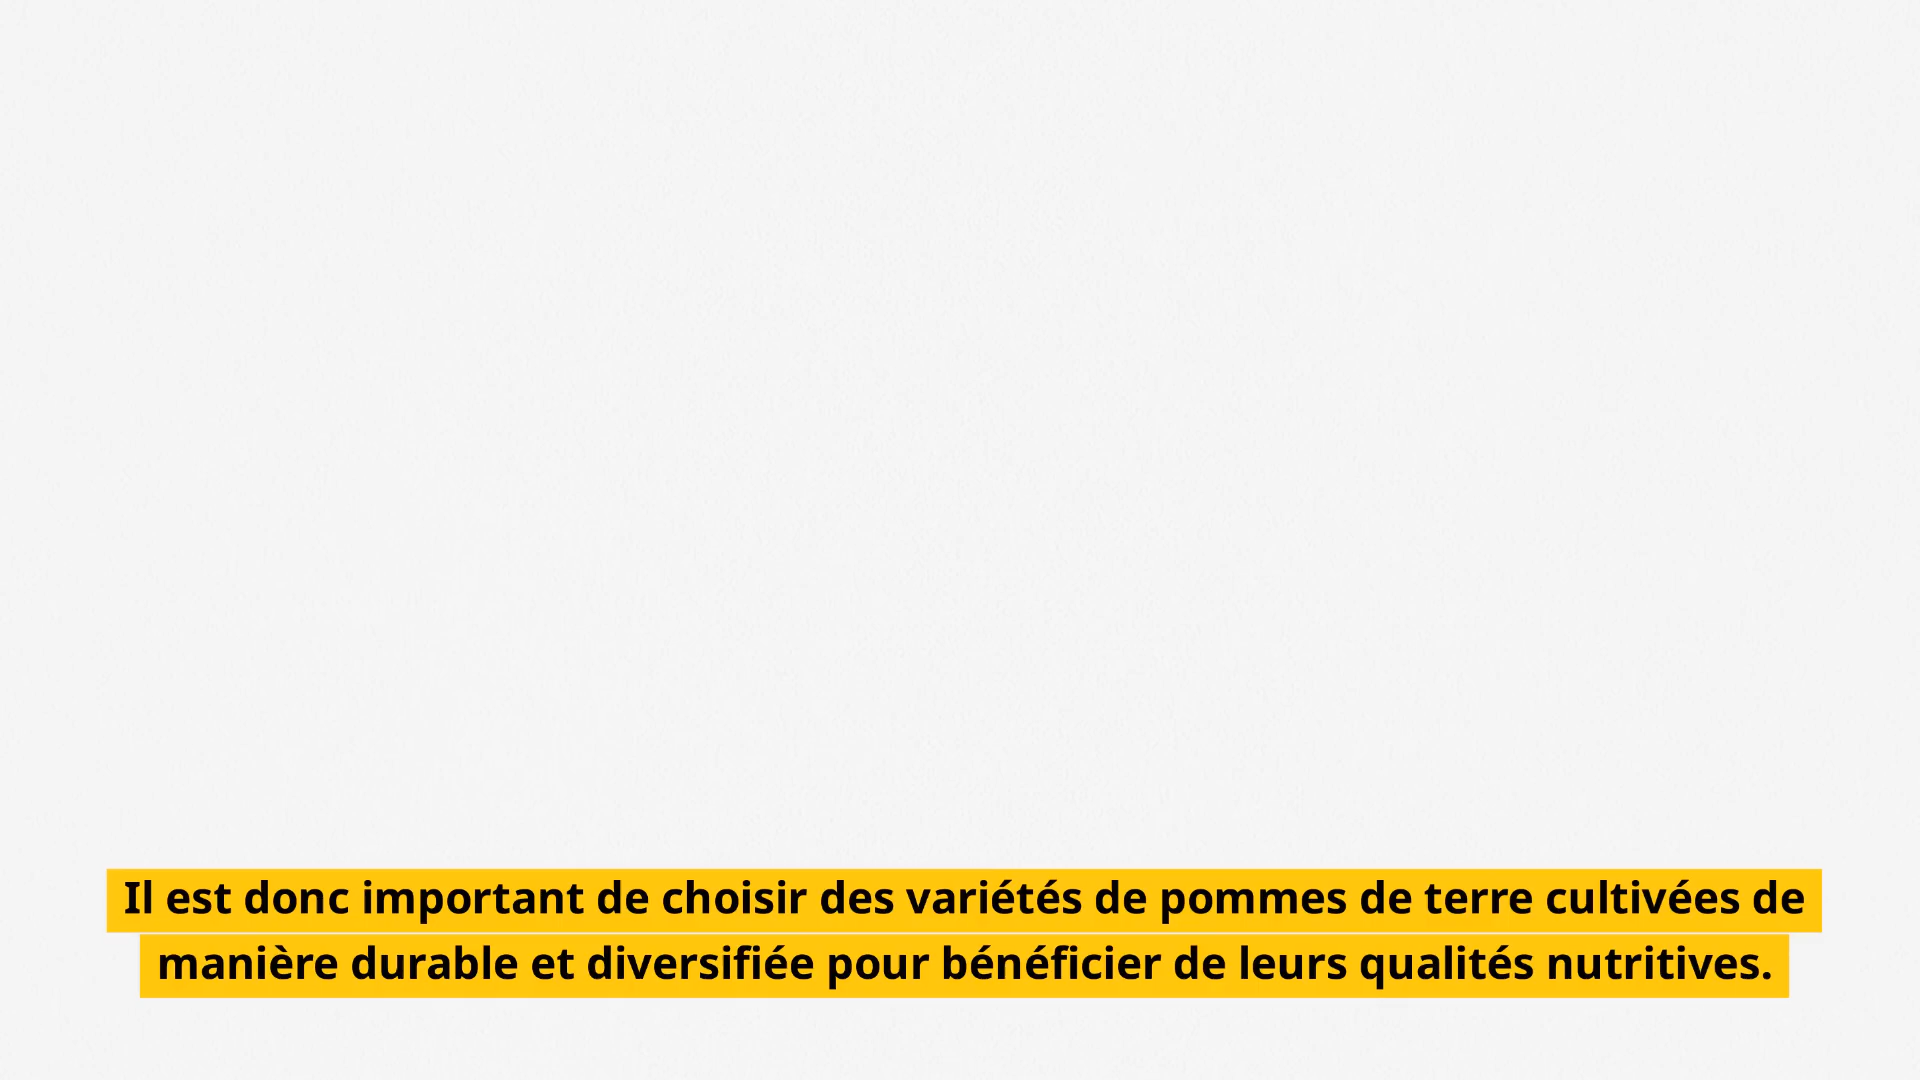 Il est donc important de choisir des variétés de pommes de terre cultivées de
manière durable et diversifiée pour bénéficier de leurs qualités nutritives.